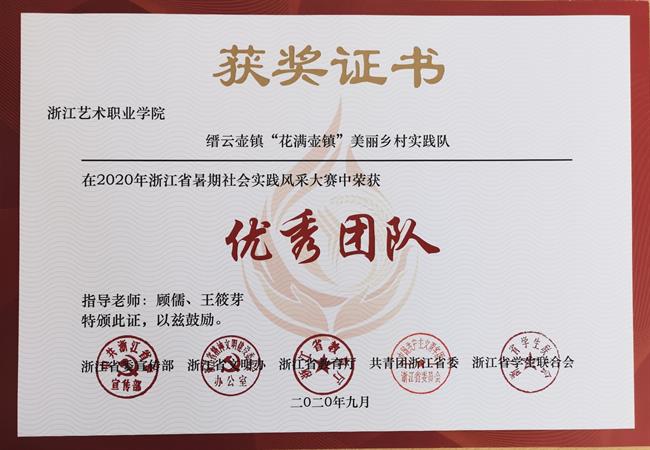 获奖证书
浙江艺术职业学院
缙云壶镇“花满壶镇”美丽乡村实践队
在2020年浙江省暑期社会实践风采大赛中荣获
优秀团队
指导老师：顾儒、王筱芽
特颁此证，以兹鼓励。
浙江省委宣传部 浙江省文明办 浙江省教育厅 共青团浙江省委 浙江省学生联合会
二〇二〇年九月